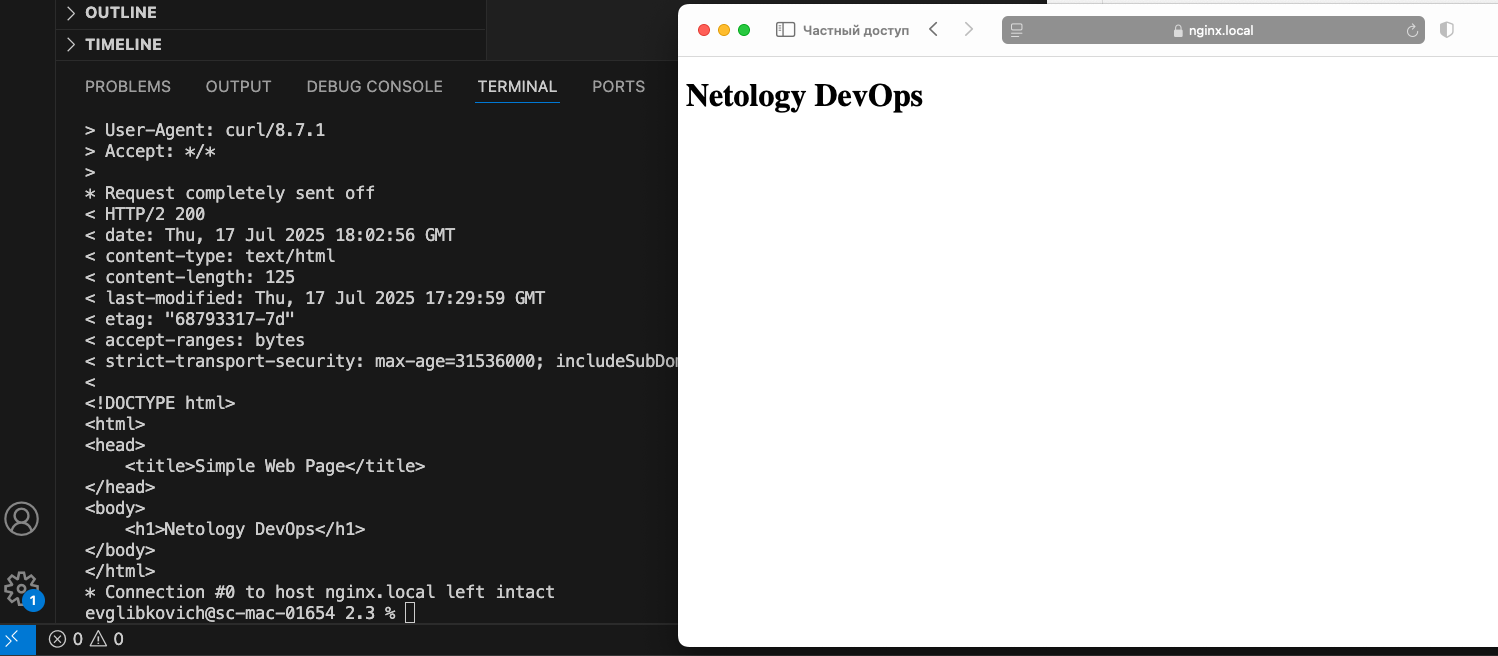 OUTLINE
TIMELINE
PROBLEMS OUTPUT DEBUG CONSOLE TERMINAL PORTS
> User-Agent: curl/8.7.1
> Accept: */*
>
* Request completely sent off
< HTTP/2 200
< date: Thu, 17 Jul 2025 18:02:56 GMT
< content-type: text/html
< content-length: 125
< last-modified: Thu, 17 Jul 2025 17:29:59 GMT
< etag: "68793317-7d"
< accept-ranges: bytes
< strict-transport-security: max-age=31536000; includeSubDom
<
<!DOCTYPE html>
<html>
<head>
    <title>Simple Web Page</title>
</head>
<body>
    <h1>Netology DevOps</h1>
</body>
</html>
* Connection #0 to host nginx.local left intact
evglibkovich@sc-mac-01654 2.3 %
1
0 0
Частный доступ nginx.local
Netology DevOps